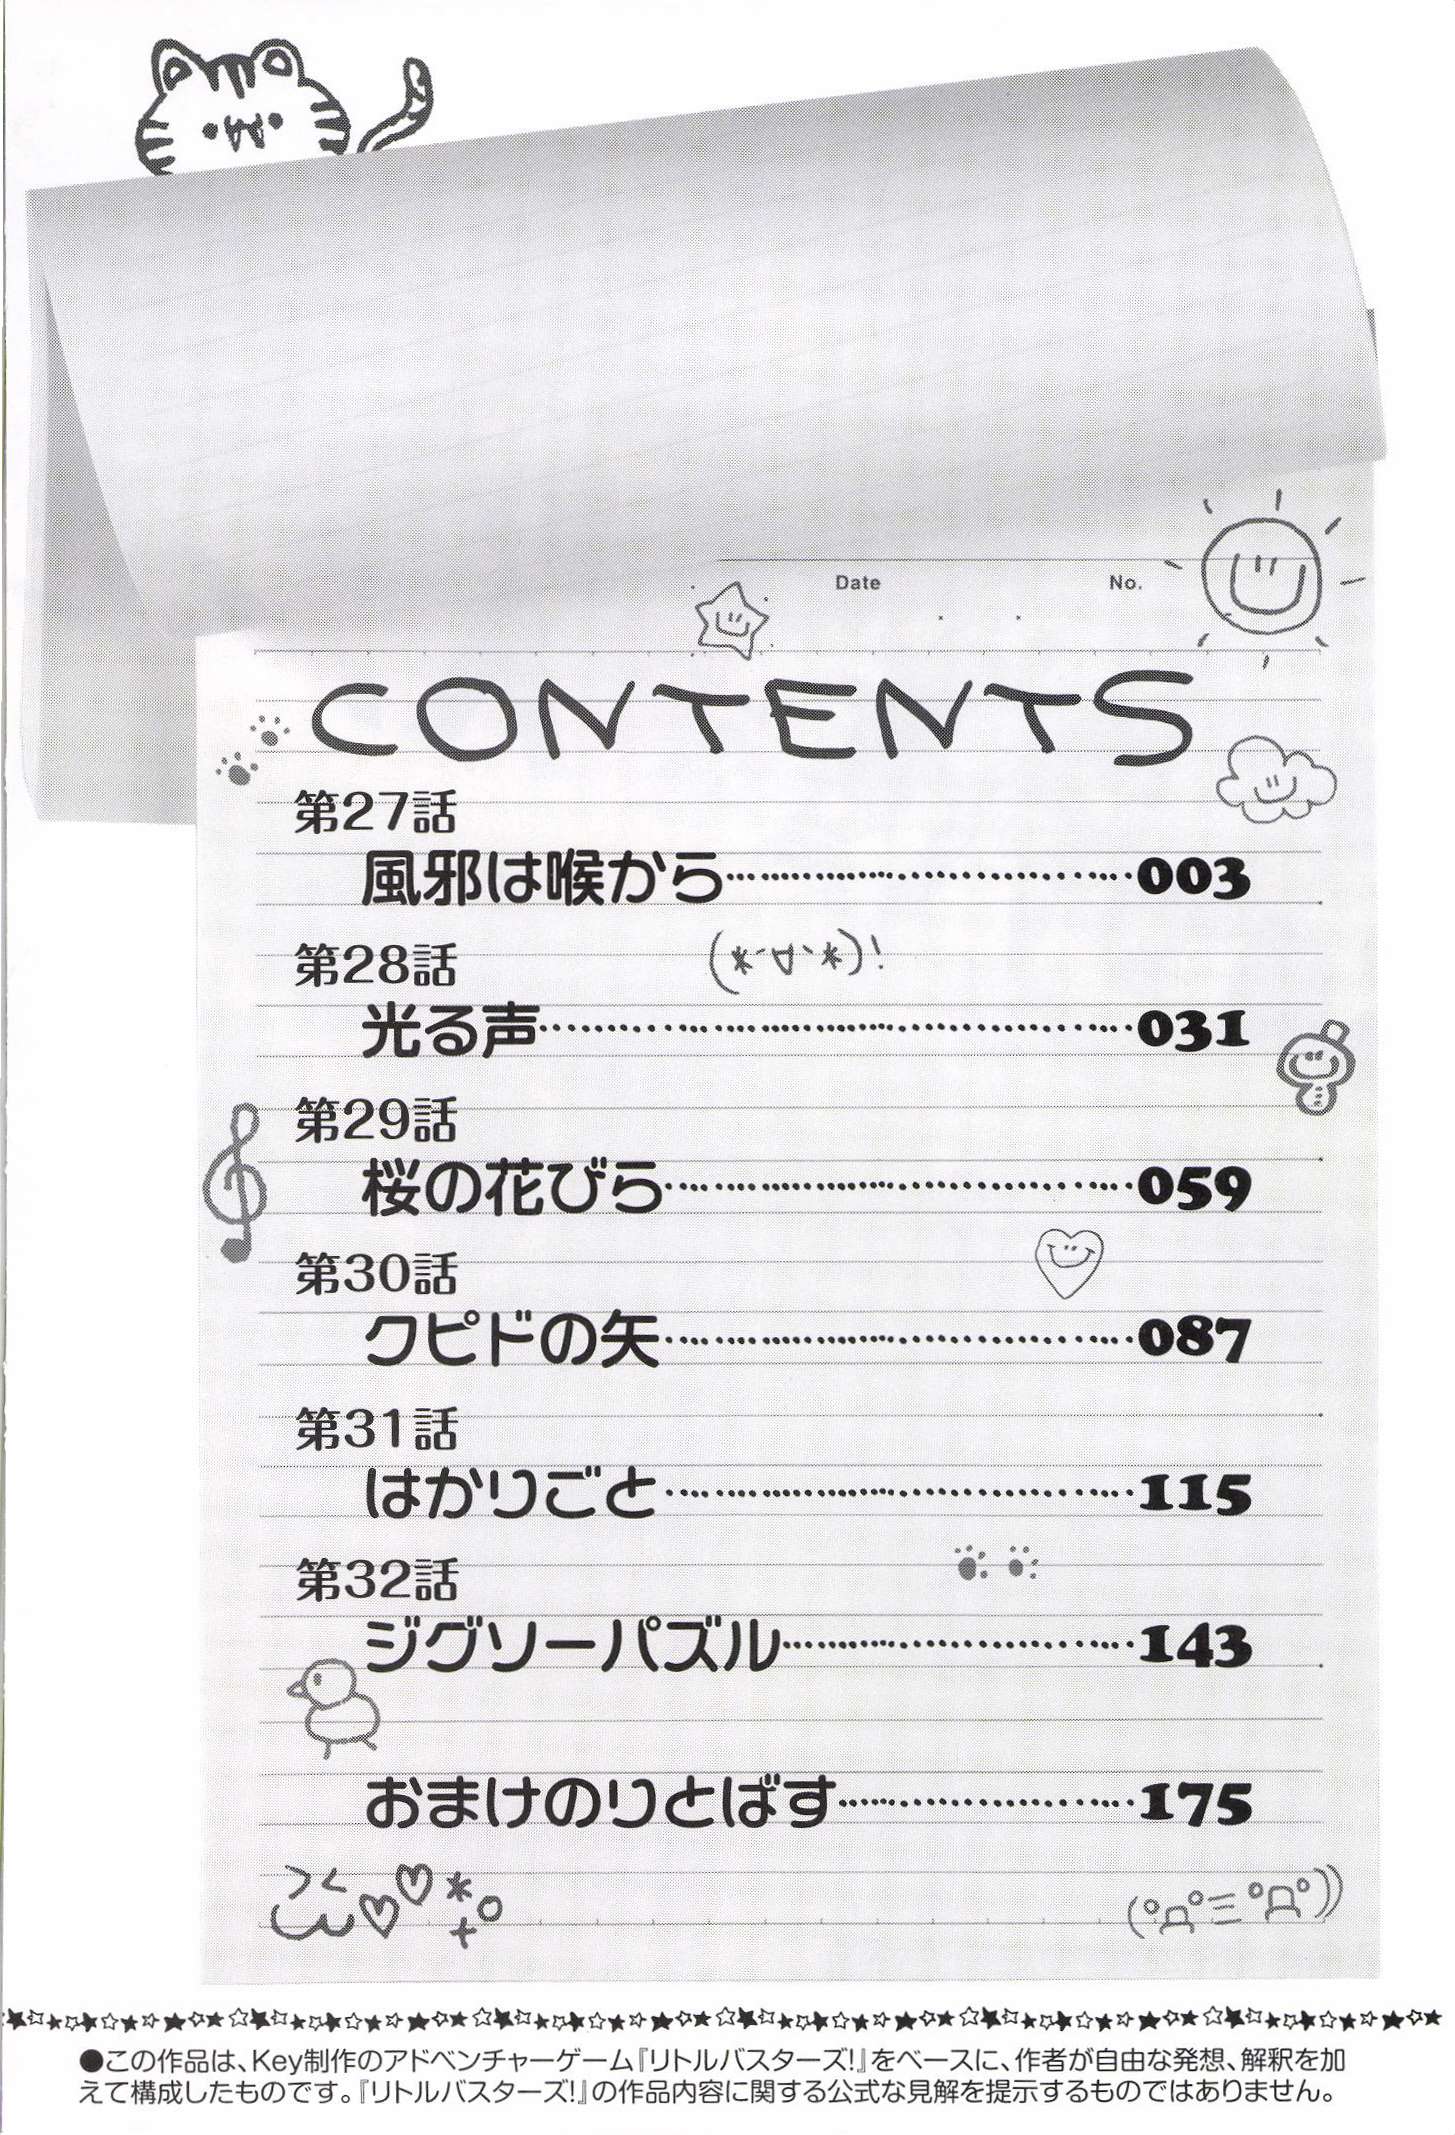 Date No.
CONTENTS
第27話
風邪は喉から……………………003
(*´∀`*)!
第28話
光る声……………………031
第29話
桜の花びら……………………059
第30話
クピドの矢……………………087
第31話
はかりごと……………………115
第32話
ジグソーパズル……………………143
おまけのりとばす……………………175
(゚Д゚≡゚Д゚))
●この作品は、Key制作のアドベンチャーゲーム『リトルバスターズ!』をベースに、作者が自由な発想、解釈を加
えて構成したものです。『リトルバスターズ!』の作品内容に関する公式な見解を提示するものではありません。